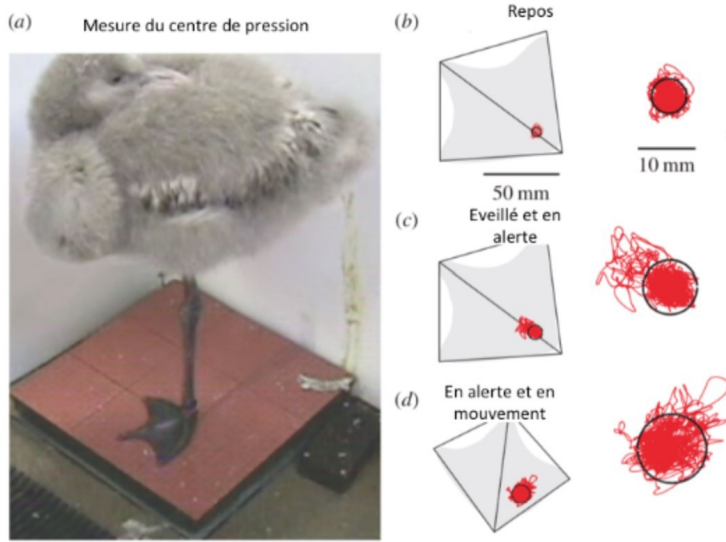 (a) Mesure du centre de pression
(b) Repos
10 mm
50 mm
(c) Eveillé et en
alerte
(d) En alerte et en
mouvement